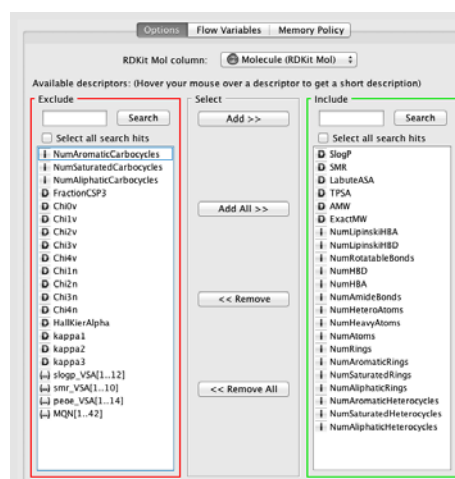 Options Flow Variables Memory Policy
RDKit Mol column: Molecule (RDKit Mol)
Available descriptors: (Hover your mouse over a descriptor to get a short description)
Exclude
Search
Select all search hits
I NumAromaticCarbocycles
I NumSaturatedCarbocycles
I NumAliphaticCarbocycles
D FractionCSP3
D Chi0v
D Chi1v
D Chi2v
D Chi3v
D Chi4v
D Chi1n
D Chi2n
D Chi3n
D Chi4n
D HallKierAlpha
D kappa1
D kappa2
D kappa3
[...] slogp_VSA[1..12]
[...] smr_VSA[1..10]
[...] peoe_VSA[1..14]
[...] MQN[1..42]
Select
Add >>
Add All >>
<< Remove
<< Remove All
Include
Search
Select all search hits
D SlogP
D SMR
D LabuteASA
D TPSA
D AMW
D ExactMW
I NumLipinskiHBA
I NumLipinskiHBD
I NumRotatableBonds
I NumHBD
I NumHBA
I NumAmideBonds
I NumHeteroAtoms
I NumHeavyAtoms
I NumAtoms
I NumRings
I NumAromaticRings
I NumSaturatedRings
I NumAliphaticRings
I NumAromaticHeterocycles
I NumSaturatedHeterocycles
I NumAliphaticHeterocycles